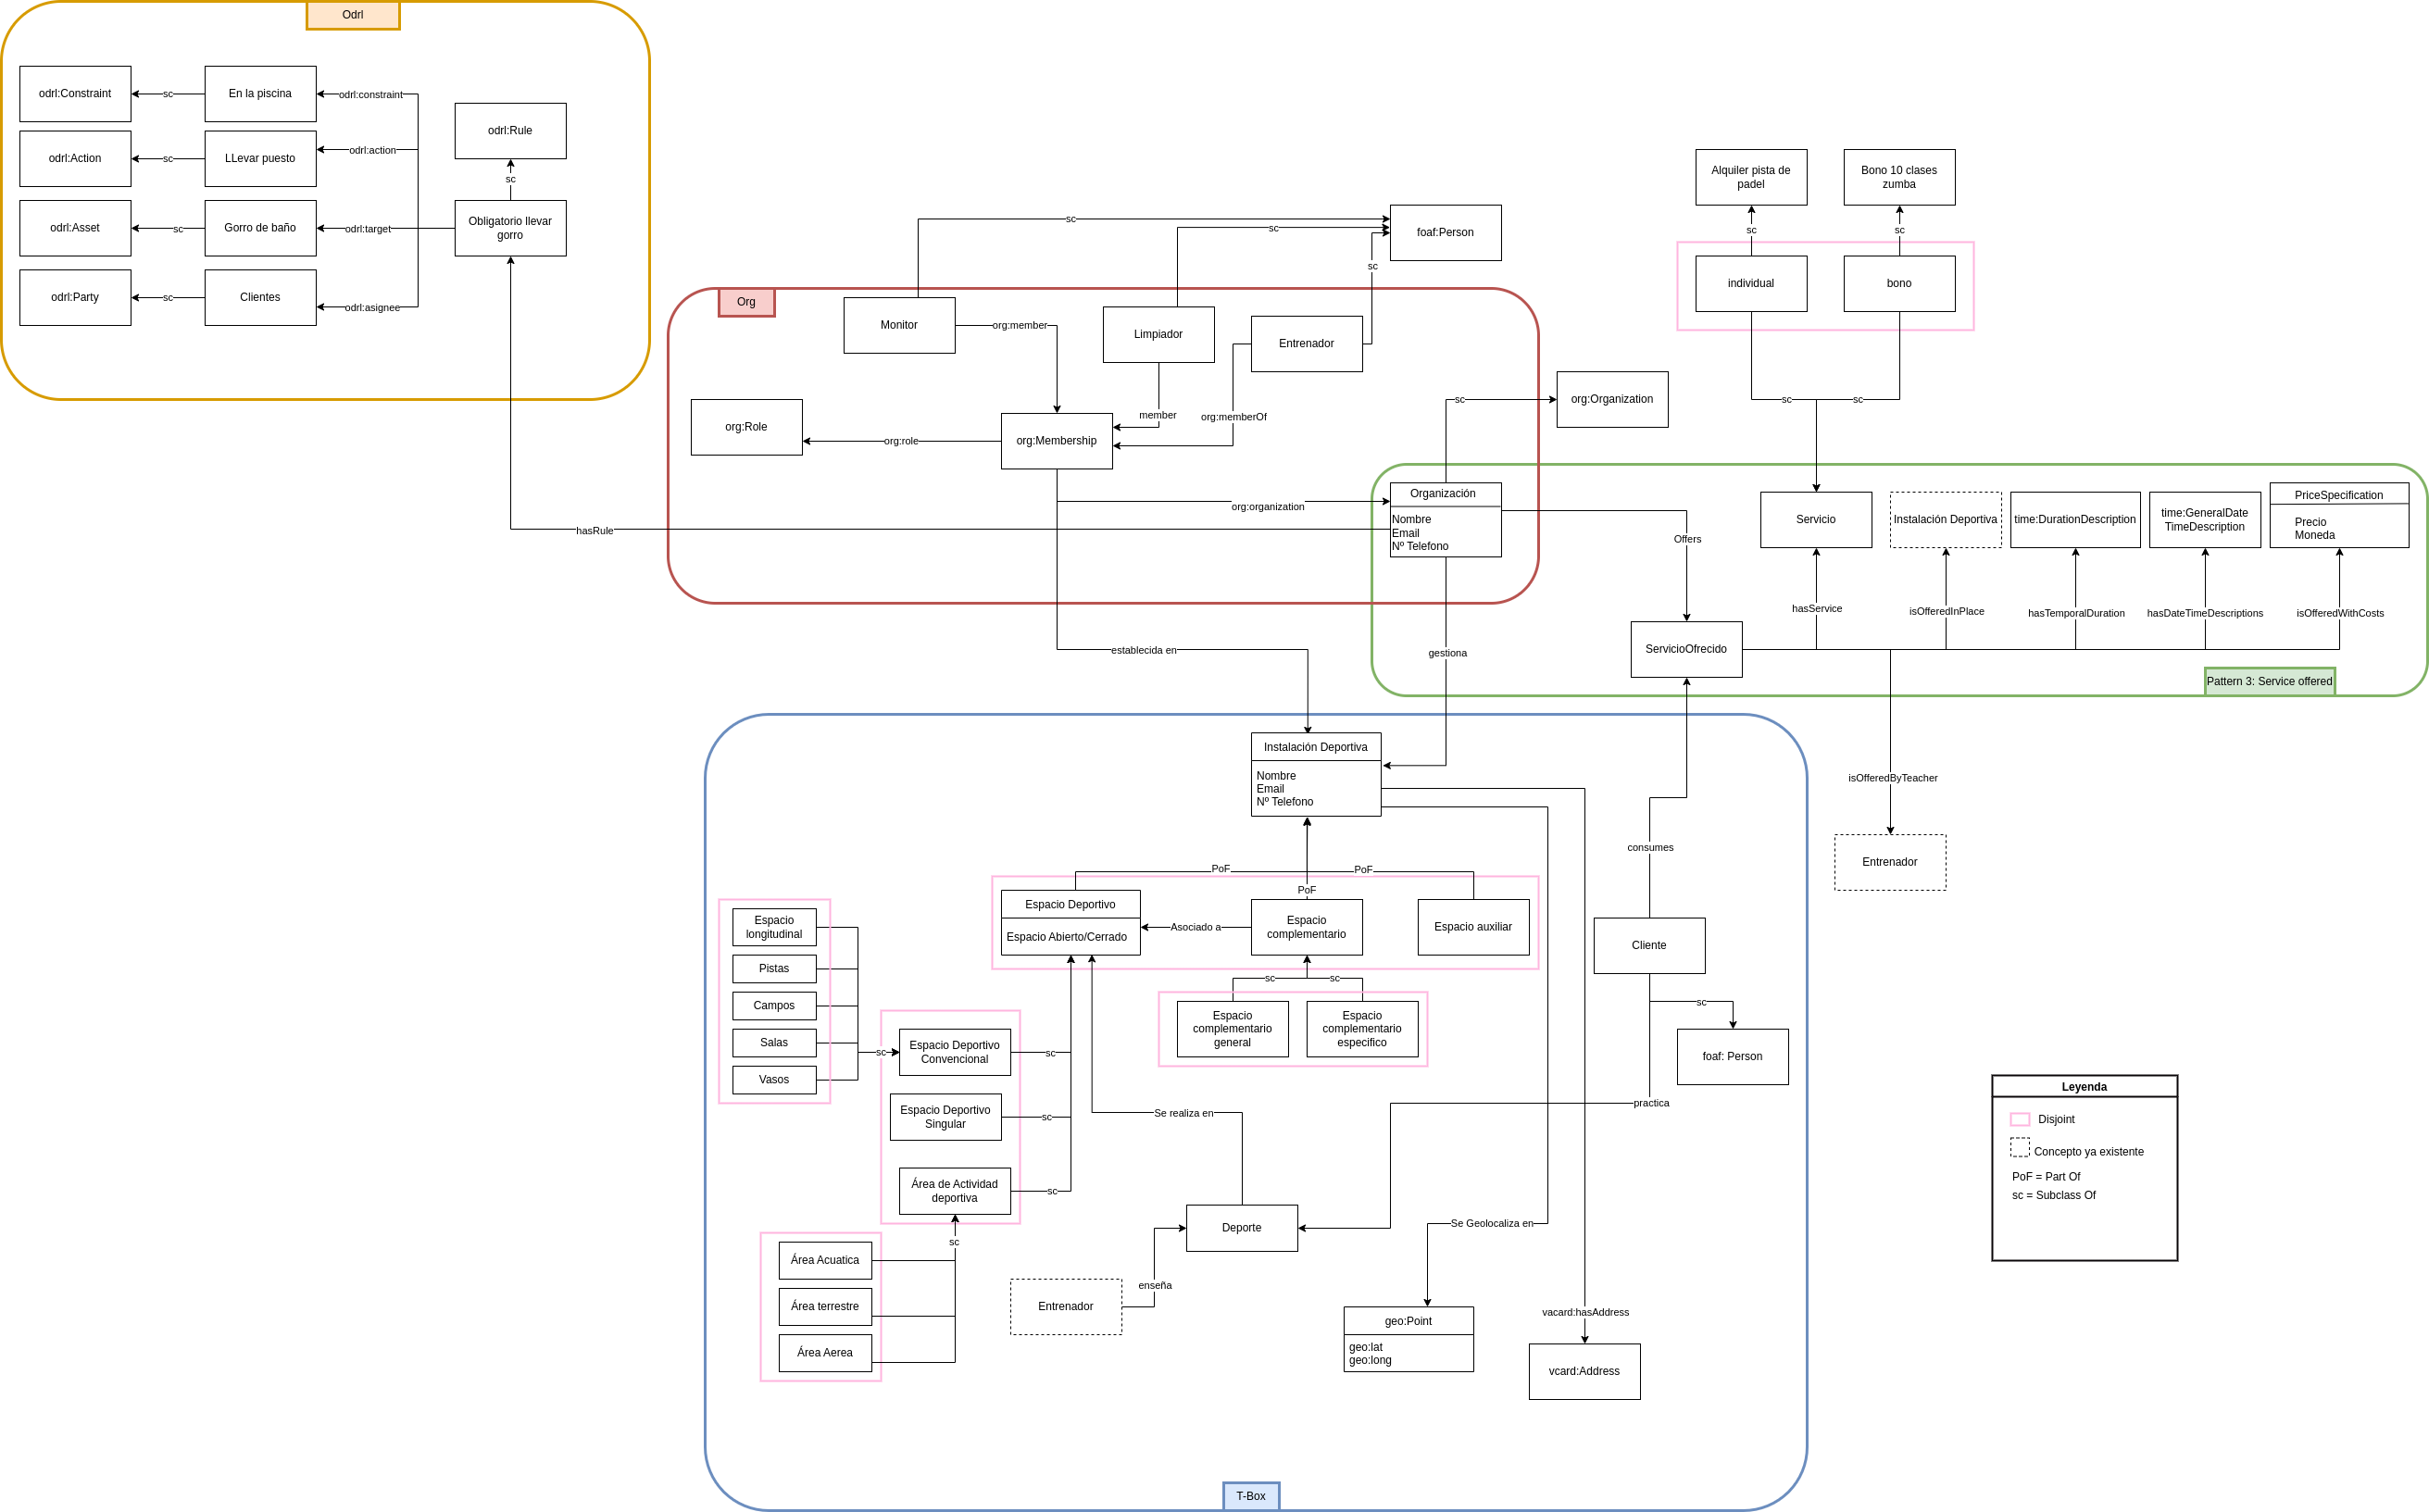 Odrl
odrl:Constraint
sc
En la piscina
odrl:constraint
odrl:Rule
odrl:Action
sc
LLevar puesto
odrl:action
sc
odrl:Asset
sc
Gorro de baño
odrl:target
Obligatorio llevar
gorro
odrl:Party
sc
Clientes
odrl:asignee
hasRule
Org
sc
sc
sc
foaf:Person
Monitor
org:member
Limpiador
Entrenador
member
org:memberOf
org:Role
org:role
org:Membership
org:organization
establecida en
sc
org:Organization
Alquiler pista de
padel
Bono 10 clases
zumba
sc
sc
individual
bono
sc
sc
Organización
Nombre
Email
Nº Telefono
Offers
gestiona
Servicio
Instalación Deportiva
time:DurationDescription
time:GeneralDate
TimeDescription
PriceSpecification
Precio
Moneda
hasService
isOfferedInPlace
hasTemporalDuration
hasDateTimeDescriptions
isOfferedWithCosts
ServicioOfrecido
Pattern 3: Service offered
isOfferedByTeacher
Entrenador
Instalación Deportiva
Nombre
Email
Nº Telefono
consumes
PoF
PoF
PoF
Espacio Deportivo
Espacio Abierto/Cerrado
Asociado a
Espacio
complementario
Espacio auxiliar
Cliente
sc
sc
Espacio
complementario
general
Espacio
complementario
especifico
sc
foaf: Person
practica
Espacio
longitudinal
Pistas
Campos
Salas
Vasos
sc
Espacio Deportivo
Convencional
sc
Espacio Deportivo
Singular
sc
Se realiza en
Área de Actividad
deportiva
sc
sc
Área Acuatica
Área terrestre
Área Aerea
Deporte
enseña
Entrenador
Se Geolocaliza en
geo:Point
geo:lat
geo:long
vacard:hasAddress
vcard:Address
T-Box
Leyenda
Disjoint
Concepto ya existente
PoF = Part Of
sc = Subclass Of